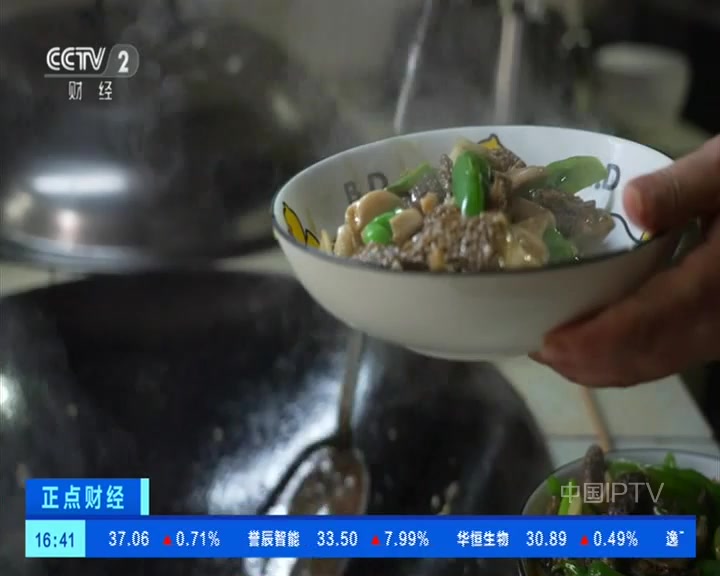 CCTV 2
财经
B.D
B.D
中国IPTV
正点财经
16:41 37.06 ▲0.71% 誉辰智能 33.50 ▲7.99% 华恒生物 30.89 ▲0.49% 逸